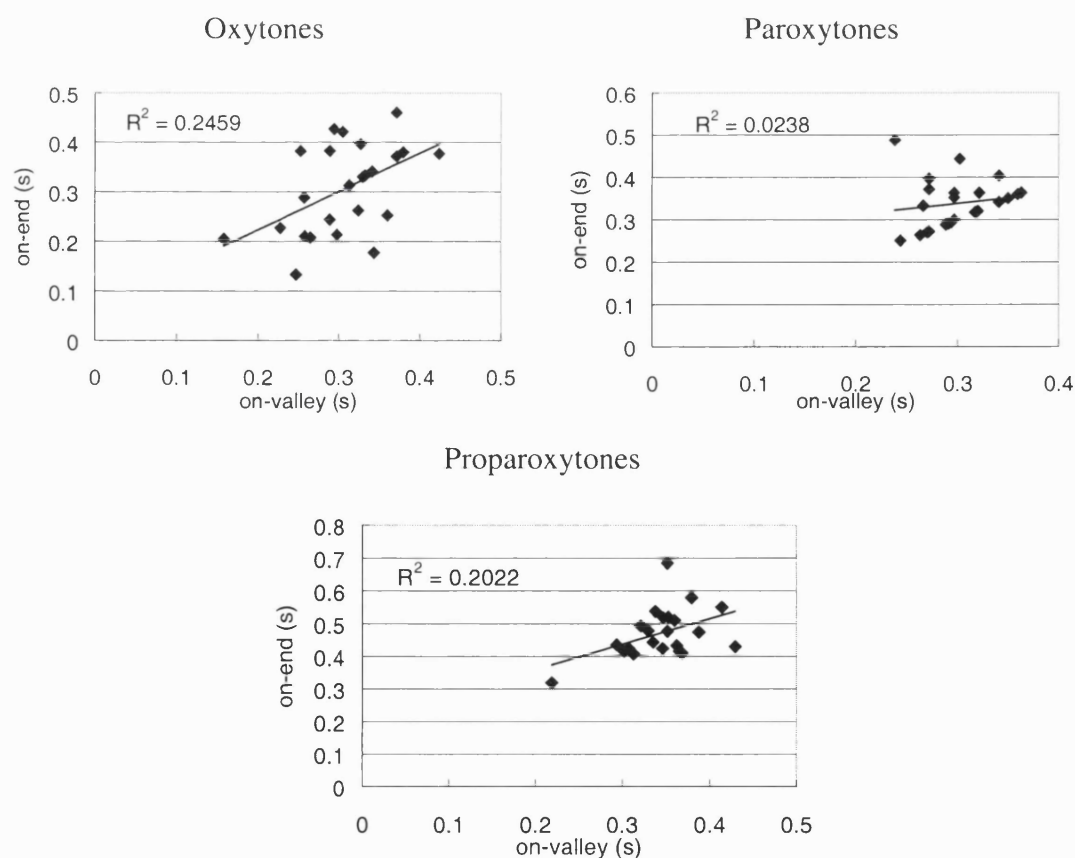 Oxytones
0.5
R² = 0.2459
0.4
0.3
0.2
0.1
0
on-end (s)
0 0.1 0.2 0.3 0.4 0.5
on-valley (s)
Paroxytones
0.6
R² = 0.0238
0.5
0.4
0.3
0.2
0.1
0
on-end (s)
0 0.1 0.2 0.3 0.4
on-valley (s)
Proparoxytones
0.8
0.7
R² = 0.2022
0.6
0.5
0.4
0.3
0.2
0.1
0
on-end (s)
0 0.1 0.2 0.3 0.4 0.5
on-valley (s)